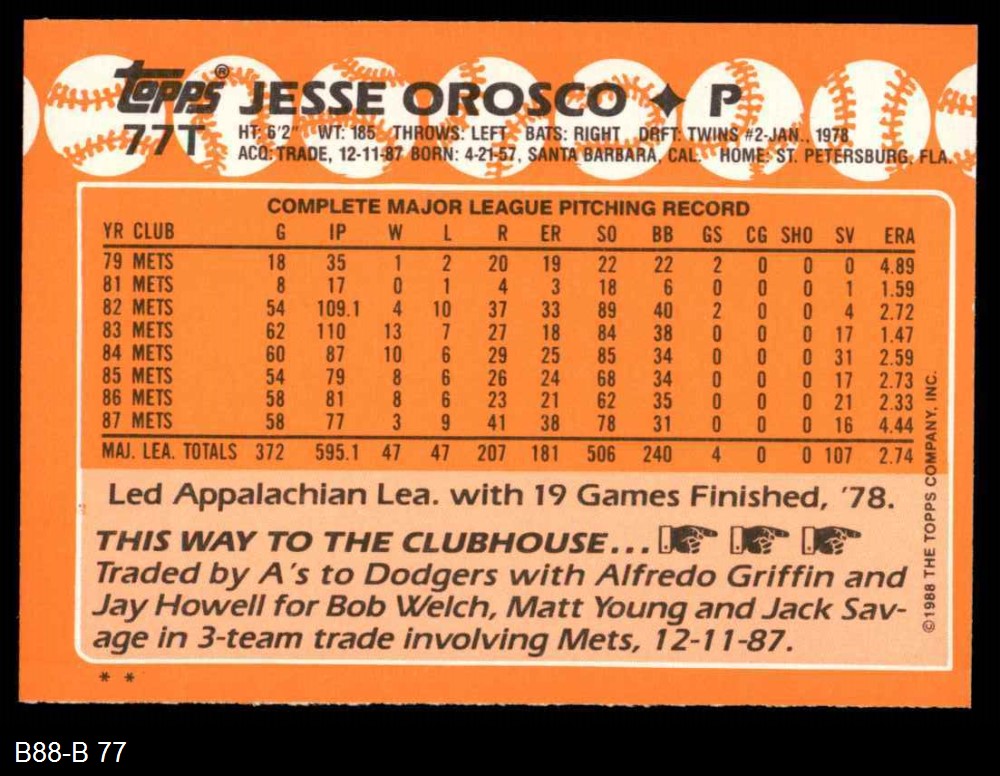 TOPPS® JESSE OROSCO ✦ P
77T
HT: 6'2" WT: 185 THROWS: LEFT BATS: RIGHT DRFT: TWINS #2-JAN., 1978
ACQ: TRADE, 12-11-87 BORN: 4-21-57, SANTA BARBARA, CAL. HOME: ST. PETERSBURG, FLA.
COMPLETE MAJOR LEAGUE PITCHING RECORD
YR CLUB G IP W L R ER SO BB GS CG SHO SV ERA
79 METS 18 35 1 2 20 19 22 22 2 0 0 0 4.89
81 METS 8 17 0 1 4 3 18 6 0 0 0 1 1.59
82 METS 54 109.1 4 10 37 33 89 40 2 0 0 4 2.72
83 METS 62 110 13 7 27 18 84 38 0 0 0 17 1.47
84 METS 60 87 10 6 29 25 85 34 0 0 0 31 2.59
85 METS 54 79 8 6 26 24 68 34 0 0 0 17 2.73
86 METS 58 81 8 6 23 21 62 35 0 0 0 21 2.33
87 METS 58 77 3 9 41 38 78 31 0 0 0 16 4.44
MAJ. LEA. TOTALS 372 595.1 47 47 207 181 506 240 4 0 0 107 2.74
Led Appalachian Lea. with 19 Games Finished, '78.
THIS WAY TO THE CLUBHOUSE...
Traded by A's to Dodgers with Alfredo Griffin and
Jay Howell for Bob Welch, Matt Young and Jack Sav-
age in 3-team trade involving Mets, 12-11-87.
©1988 THE TOPPS COMPANY, INC.
* *
B88-B 77